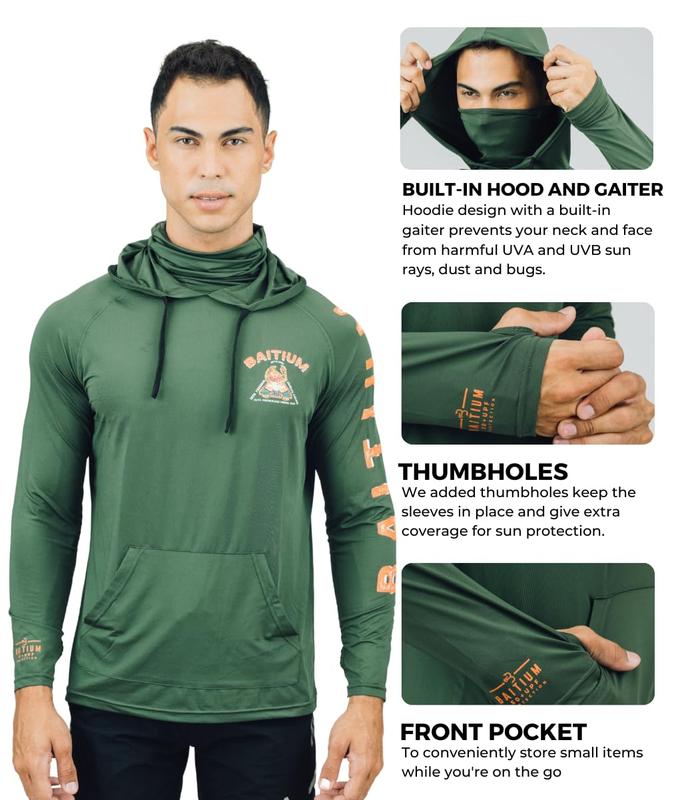 BAITIUM
BAITIUM
BAITIUM
BUILT-IN HOOD AND GAITER
Hoodie design with a built-in
gaiter prevents your neck and face
from harmful UVA and UVB sun
rays, dust and bugs.
BAITIUM
THUMBHOLES
We added thumbholes keep the
sleeves in place and give extra
coverage for sun protection.
BAITIUM
FRONT POCKET
To conveniently store small items
while you're on the go